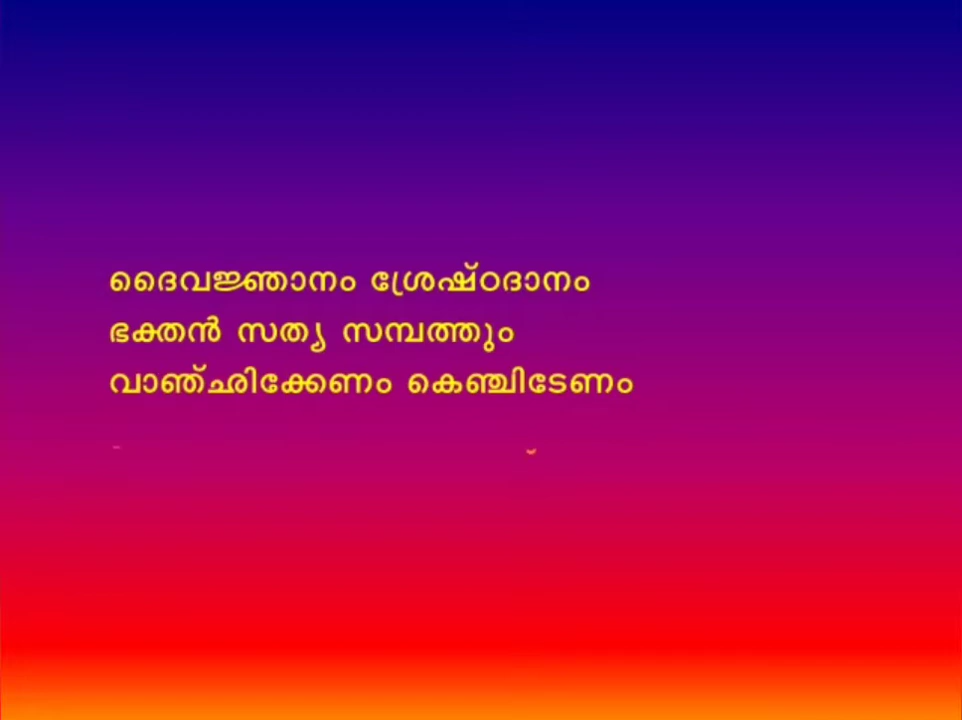 ദൈവജ്ഞാനം ശ്രേഷ്ഠദാനം
ഭക്തൻ സത്യ സമ്പത്തും
വാഞ്ഛിക്കേണം കെഞ്ചിടേണം